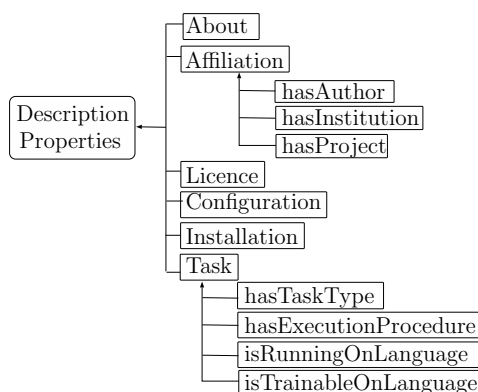 About
Affiliation
hasAuthor
hasInstitution
hasProject
Description
Properties
Licence
Configuration
Installation
Task
hasTaskType
hasExecutionProcedure
isRunningOnLanguage
isTrainableOnLanguage